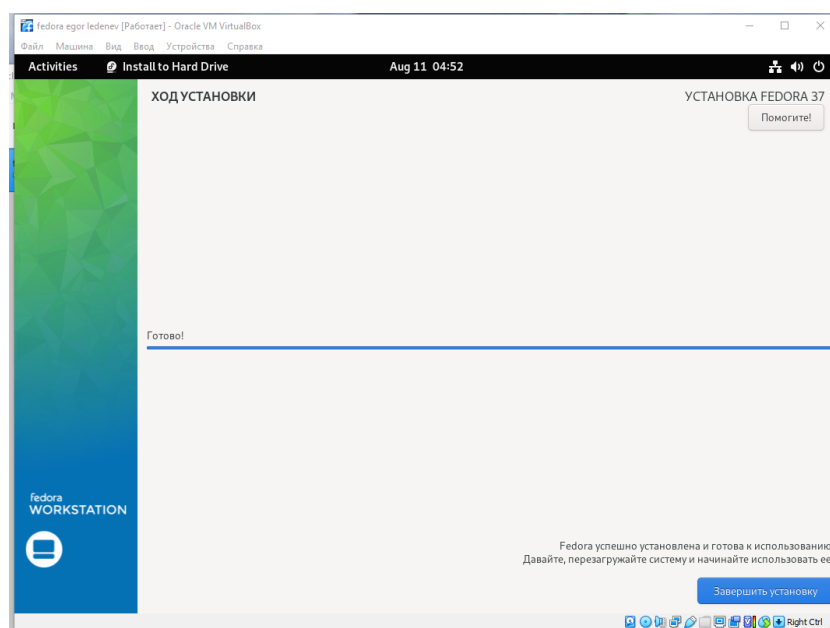 fedora egor ledenev [Работает] - Oracle VM VirtualBox
Файл Машина Вид Ввод Устройства Справка
Activities Install to Hard Drive Aug 11 04:52
ХОД УСТАНОВКИ УСТАНОВКА FEDORA 37
Помогите!
Готово!
fedora
WORKSTATION
Fedora успешно установлена и готова к использованию
Давайте, перезагружайте систему и начинайте использовать ее
Завершить установку
Right Ctrl